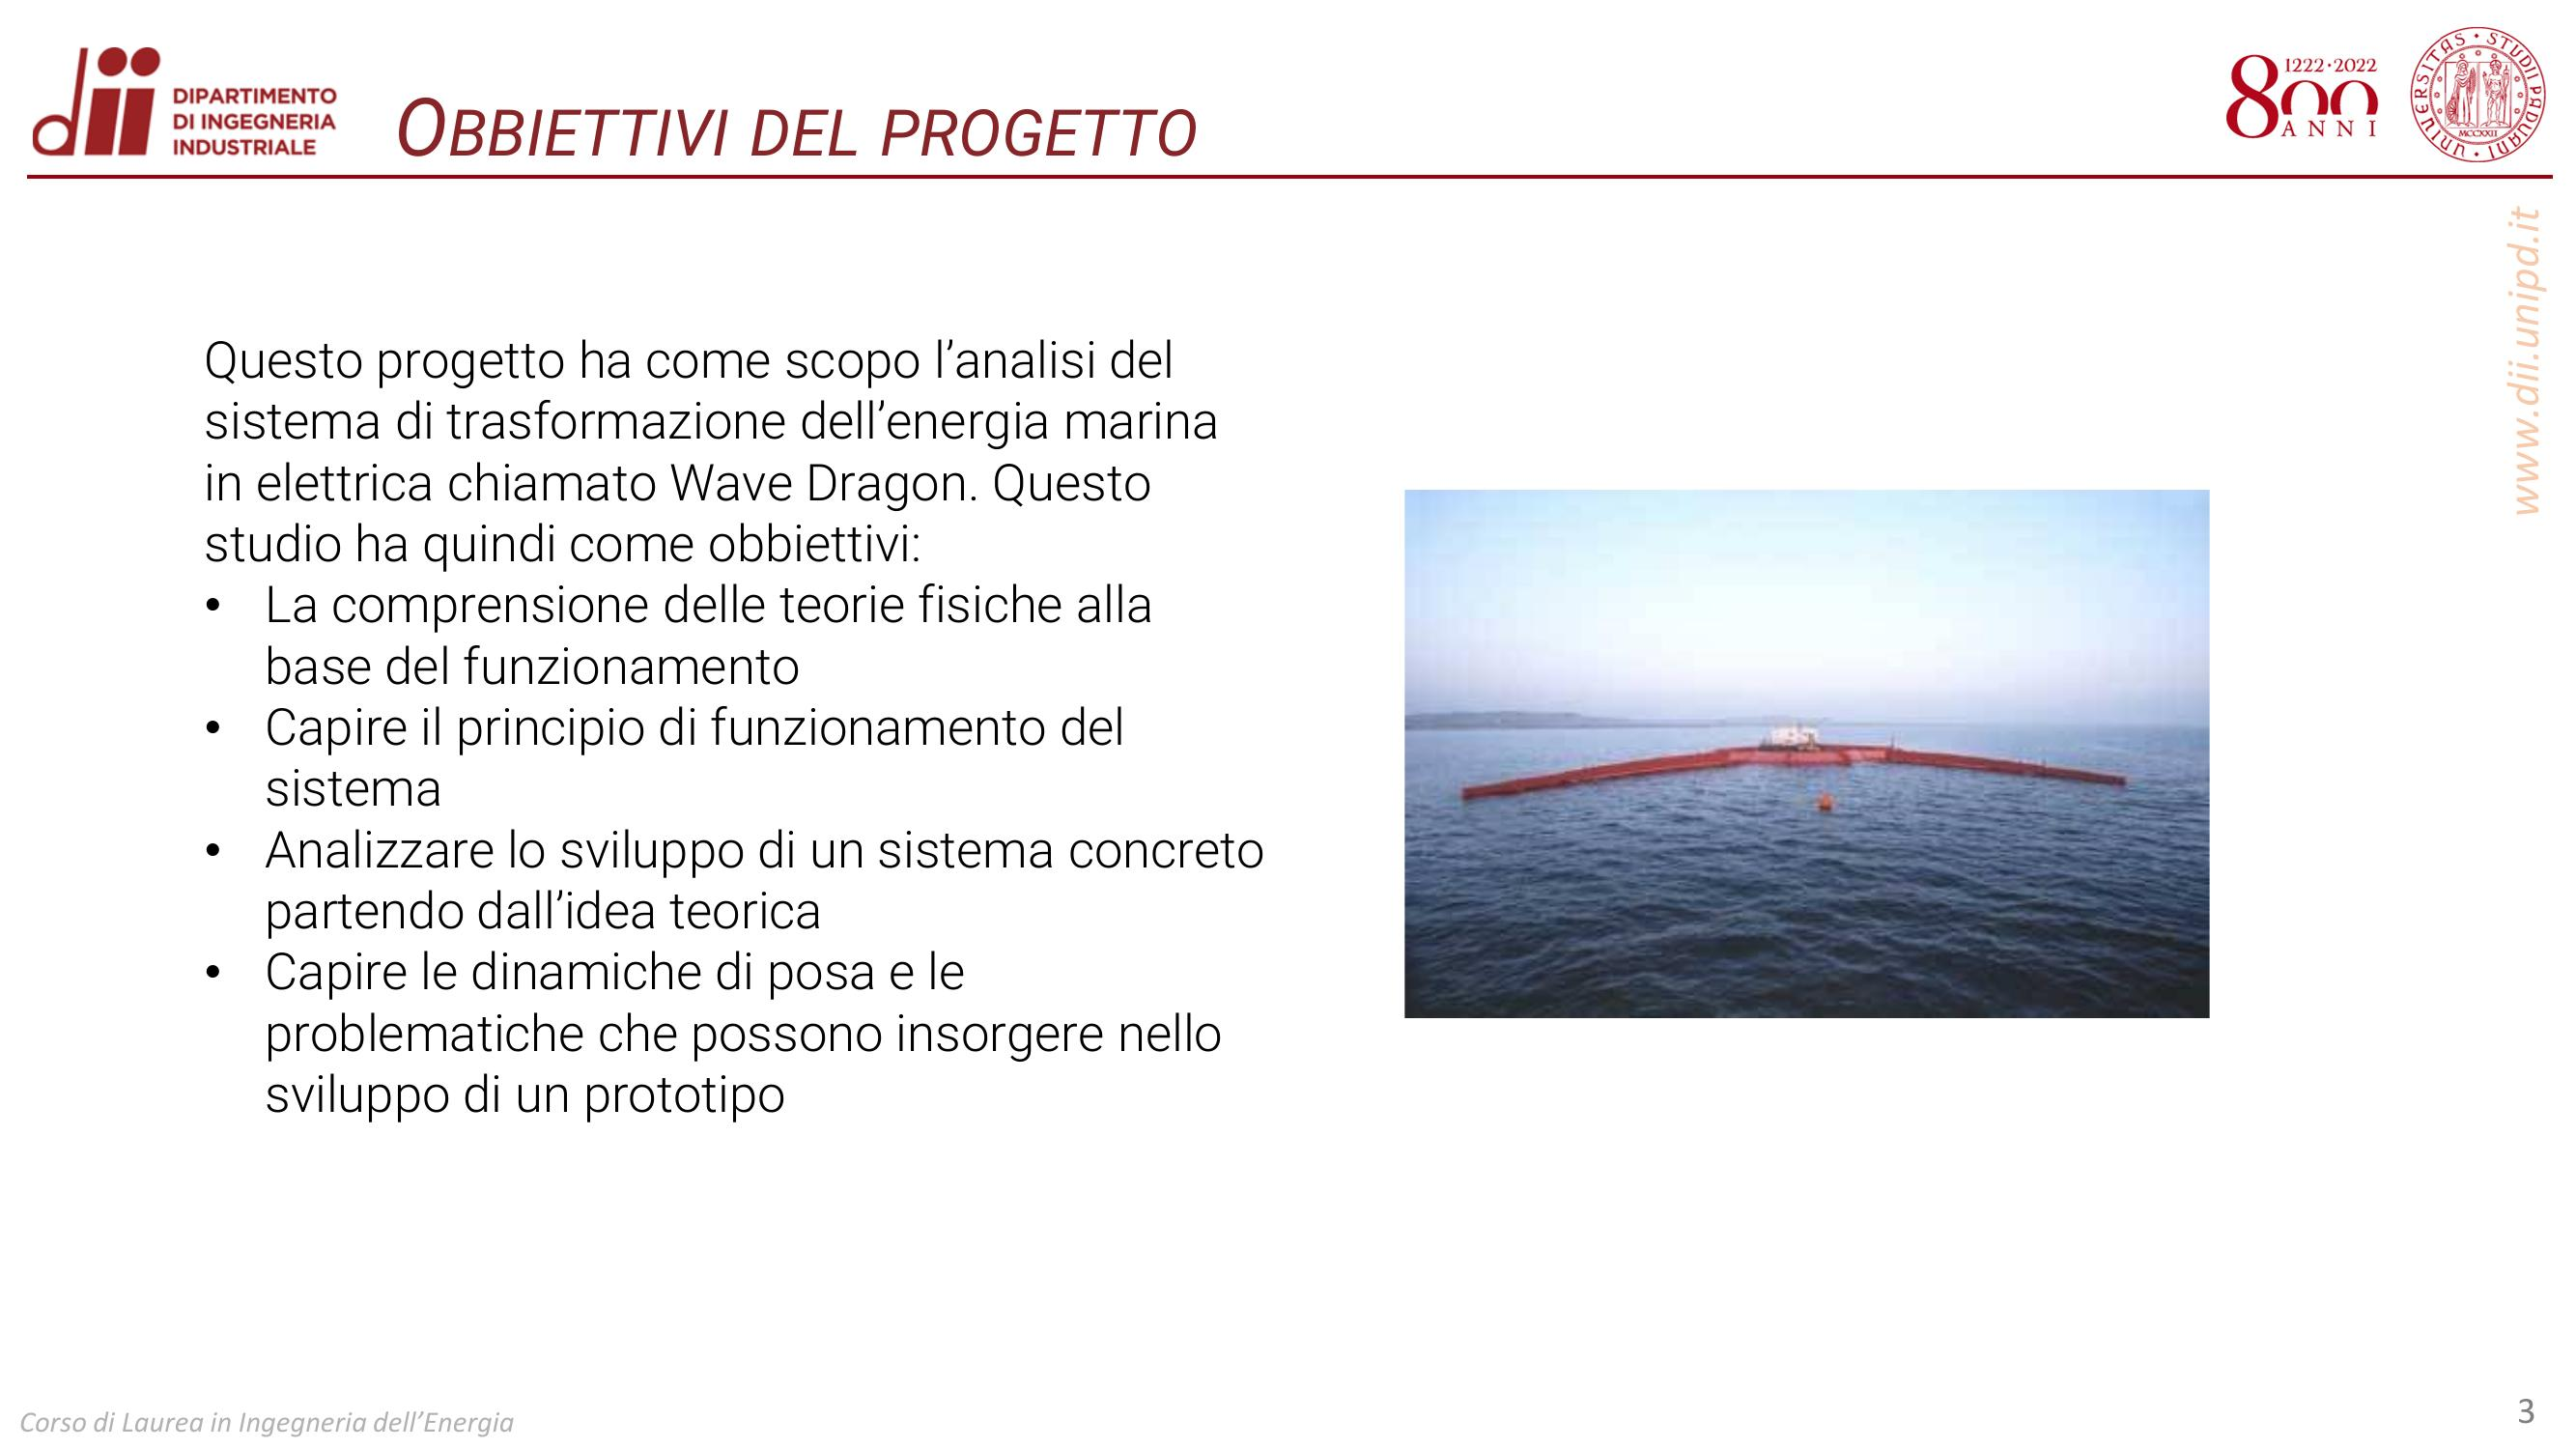 DIPARTIMENTO
DI INGEGNERIA
INDUSTRIALE
OBBIETTIVI DEL PROGETTO
1222·2022
800
ANNI
UNIVERSITAS · STUDII PADUANI ·
MCCXXII
www.dii.unipd.it
Questo progetto ha come scopo l’analisi del
sistema di trasformazione dell’energia marina
in elettrica chiamato Wave Dragon. Questo
studio ha quindi come obbiettivi:
• La comprensione delle teorie fisiche alla
base del funzionamento
• Capire il principio di funzionamento del
sistema
• Analizzare lo sviluppo di un sistema concreto
partendo dall’idea teorica
• Capire le dinamiche di posa e le
problematiche che possono insorgere nello
sviluppo di un prototipo
Corso di Laurea in Ingegneria dell’Energia
3